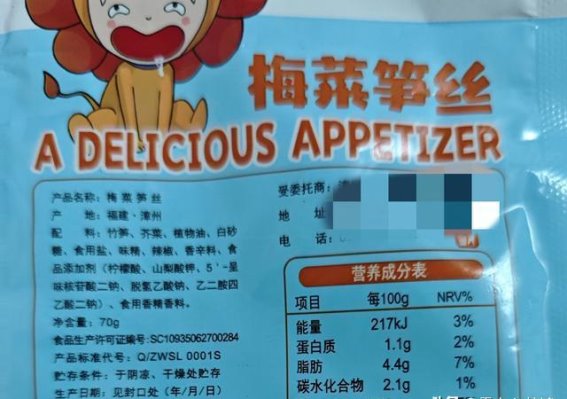 梅菜笋丝
A DELICIOUS APPETIZER
产品名称：梅菜笋丝
产　　地：福建·漳州
配　　料：竹笋、芥菜、植物油、白砂
糖、食用盐、味精、辣椒、香辛料、食
品添加剂（柠檬酸、山梨酸钾、5'-呈
味核苷酸二钠、脱氢乙酸钠、乙二胺四
乙酸二钠）、食用香精香料。
净含量：70g
食品生产许可证编号：SC10935062700284
产品标准代号：Q/ZWSL 0001S
贮存条件：于阴凉、干燥处贮存
生产日期：见封口处（年/月/日）
受委托商：
地　　址
电　　话：
营养成分表
项目 每100g NRV%
能量 217kJ 3%
蛋白质 1.1g 2%
脂肪 4.4g 7%
碳水化合物 2.1g 1%